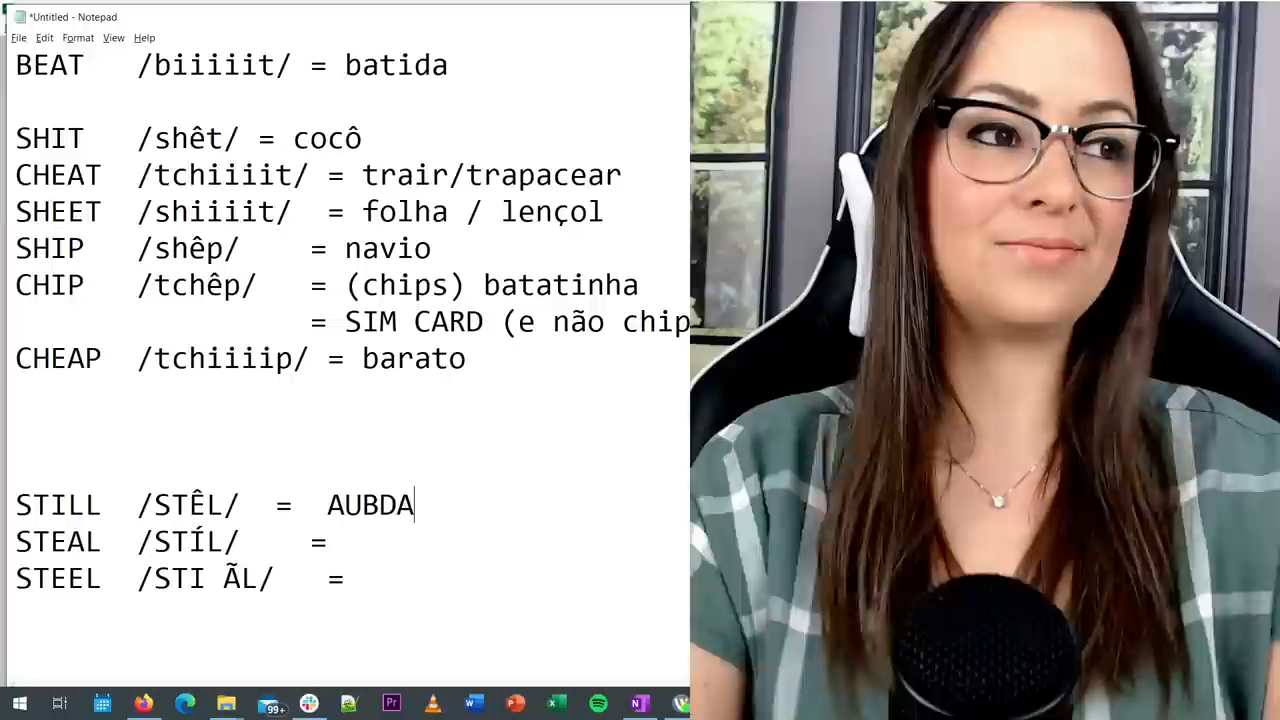 *Untitled - Notepad
File Edit Format View Help
BEAT /biiiiit/ = batida
SHIT /shêt/ = cocô
CHEAT /tchiiiit/ = trair/trapacear
SHEET /shiiiit/ = folha / lençol
SHIP /shêp/ = navio
CHIP /tchêp/ = (chips) batatinha
= SIM CARD (e não chip
CHEAP /tchiiiip/ = barato
STILL /STÊL/ = AUBDA
STEAL /STÍL/ =
STEEL /STI ÃL/ =
99+